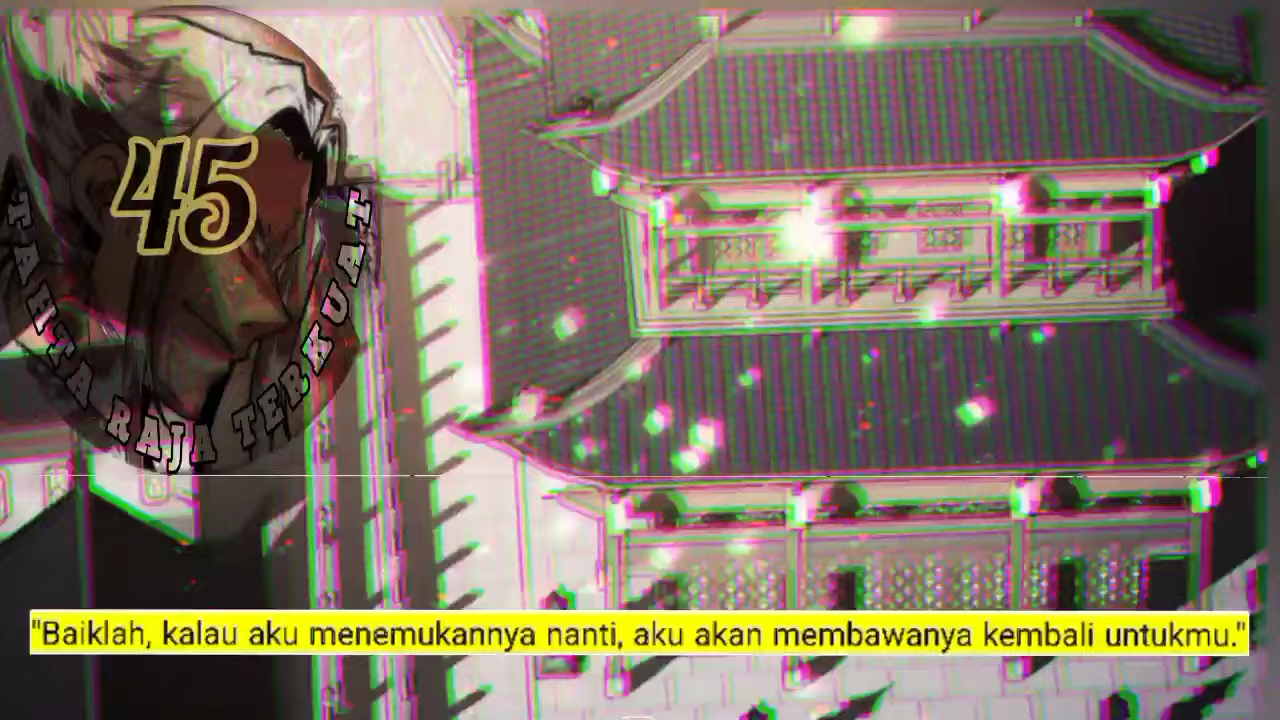 45
TAHTA RAJA TERKUAT
"Baiklah, kalau aku menemukannya nanti, aku akan membawanya kembali untukmu."